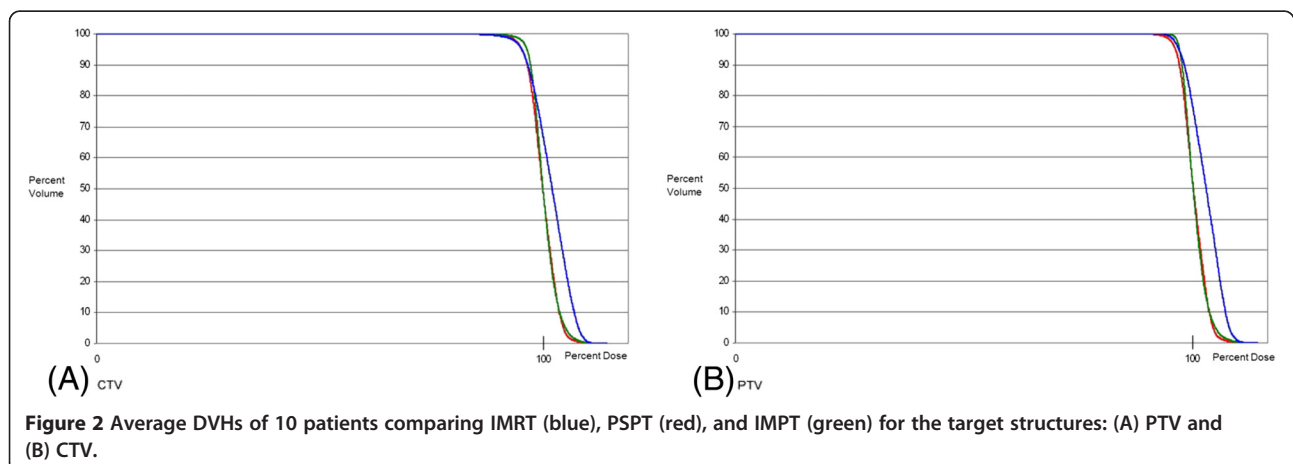 100
90
80
70
60
Percent
Volume
50
40
30
20
10
0
0
100
Percent Dose
(A) CTV
100
90
80
70
60
Percent
Volume
50
40
30
20
10
0
0
100
Percent Dose
(B) PTV
Figure 2 Average DVHs of 10 patients comparing IMRT (blue), PSPT (red), and IMPT (green) for the target structures: (A) PTV and
(B) CTV.